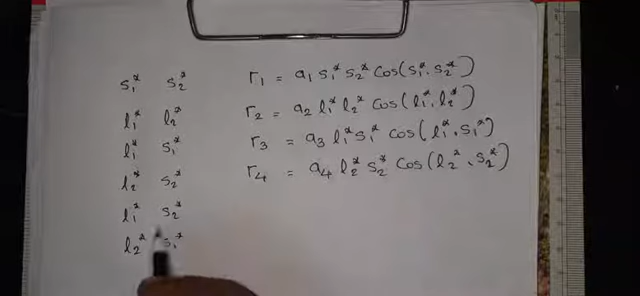 s₁* s₂*
l₁* l₂*
l₁* s₁*
l₂* s₂*
l₁* s₂*
l₂* s₁*
r₁ = a₁ s₁* s₂* cos(s₁*. s₂*)
r₂ = a₂ l₁* l₂* cos(l₁*. l₂*)
r₃ = a₃ l₁* s₁* cos(l₁*. s₁*)
r₄ = a₄ l₂* s₂* cos(l₂*. s₂*)